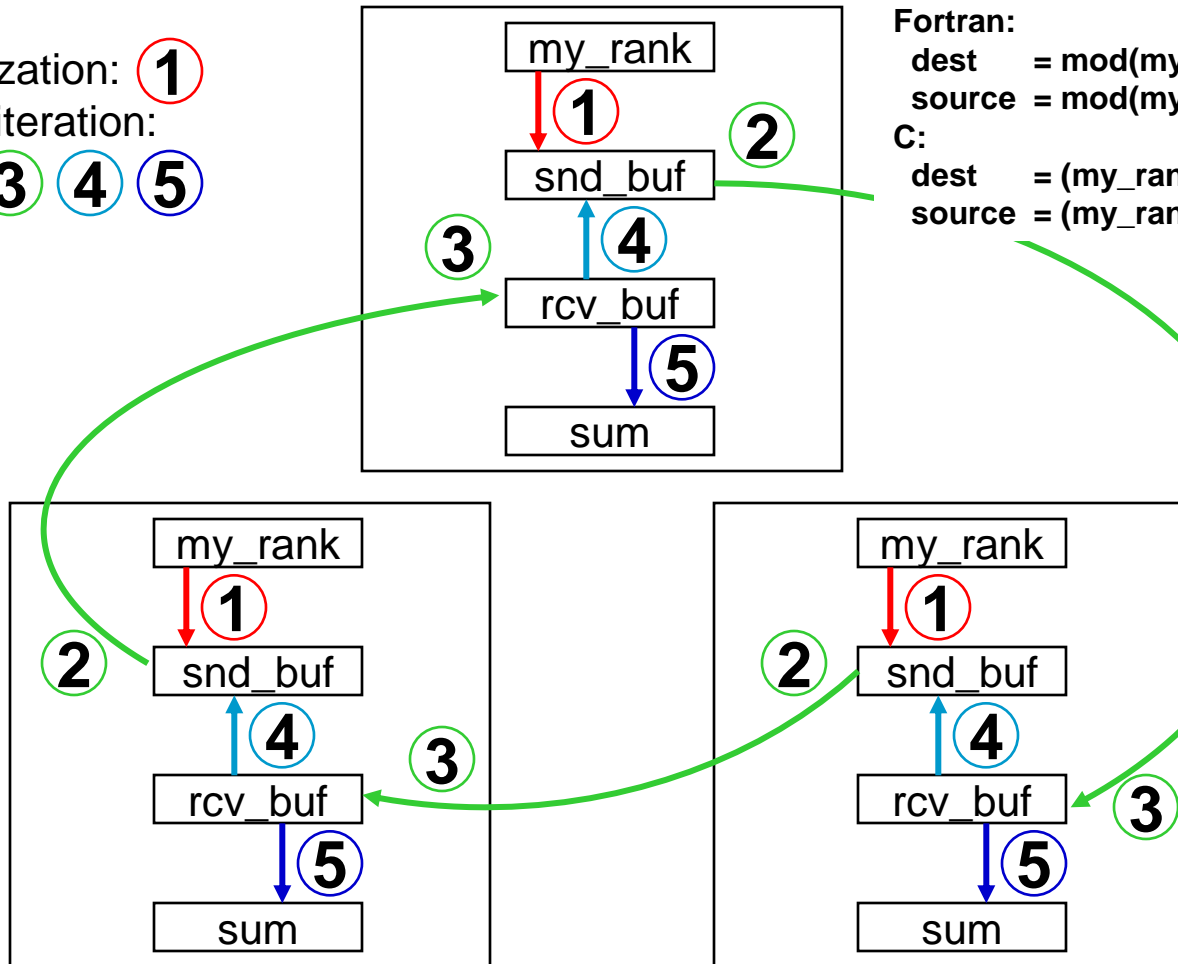 ization: 1
iteration:
3 4 5
my_rank
1
2
snd_buf
3
4
rcv_buf
5
sum
Fortran:
dest = mod(my
source = mod(my
C:
dest = (my_ran
source = (my_ran
my_rank
1
2
snd_buf
4
3
rcv_buf
5
sum
my_rank
1
2
snd_buf
4
rcv_buf
3
5
sum